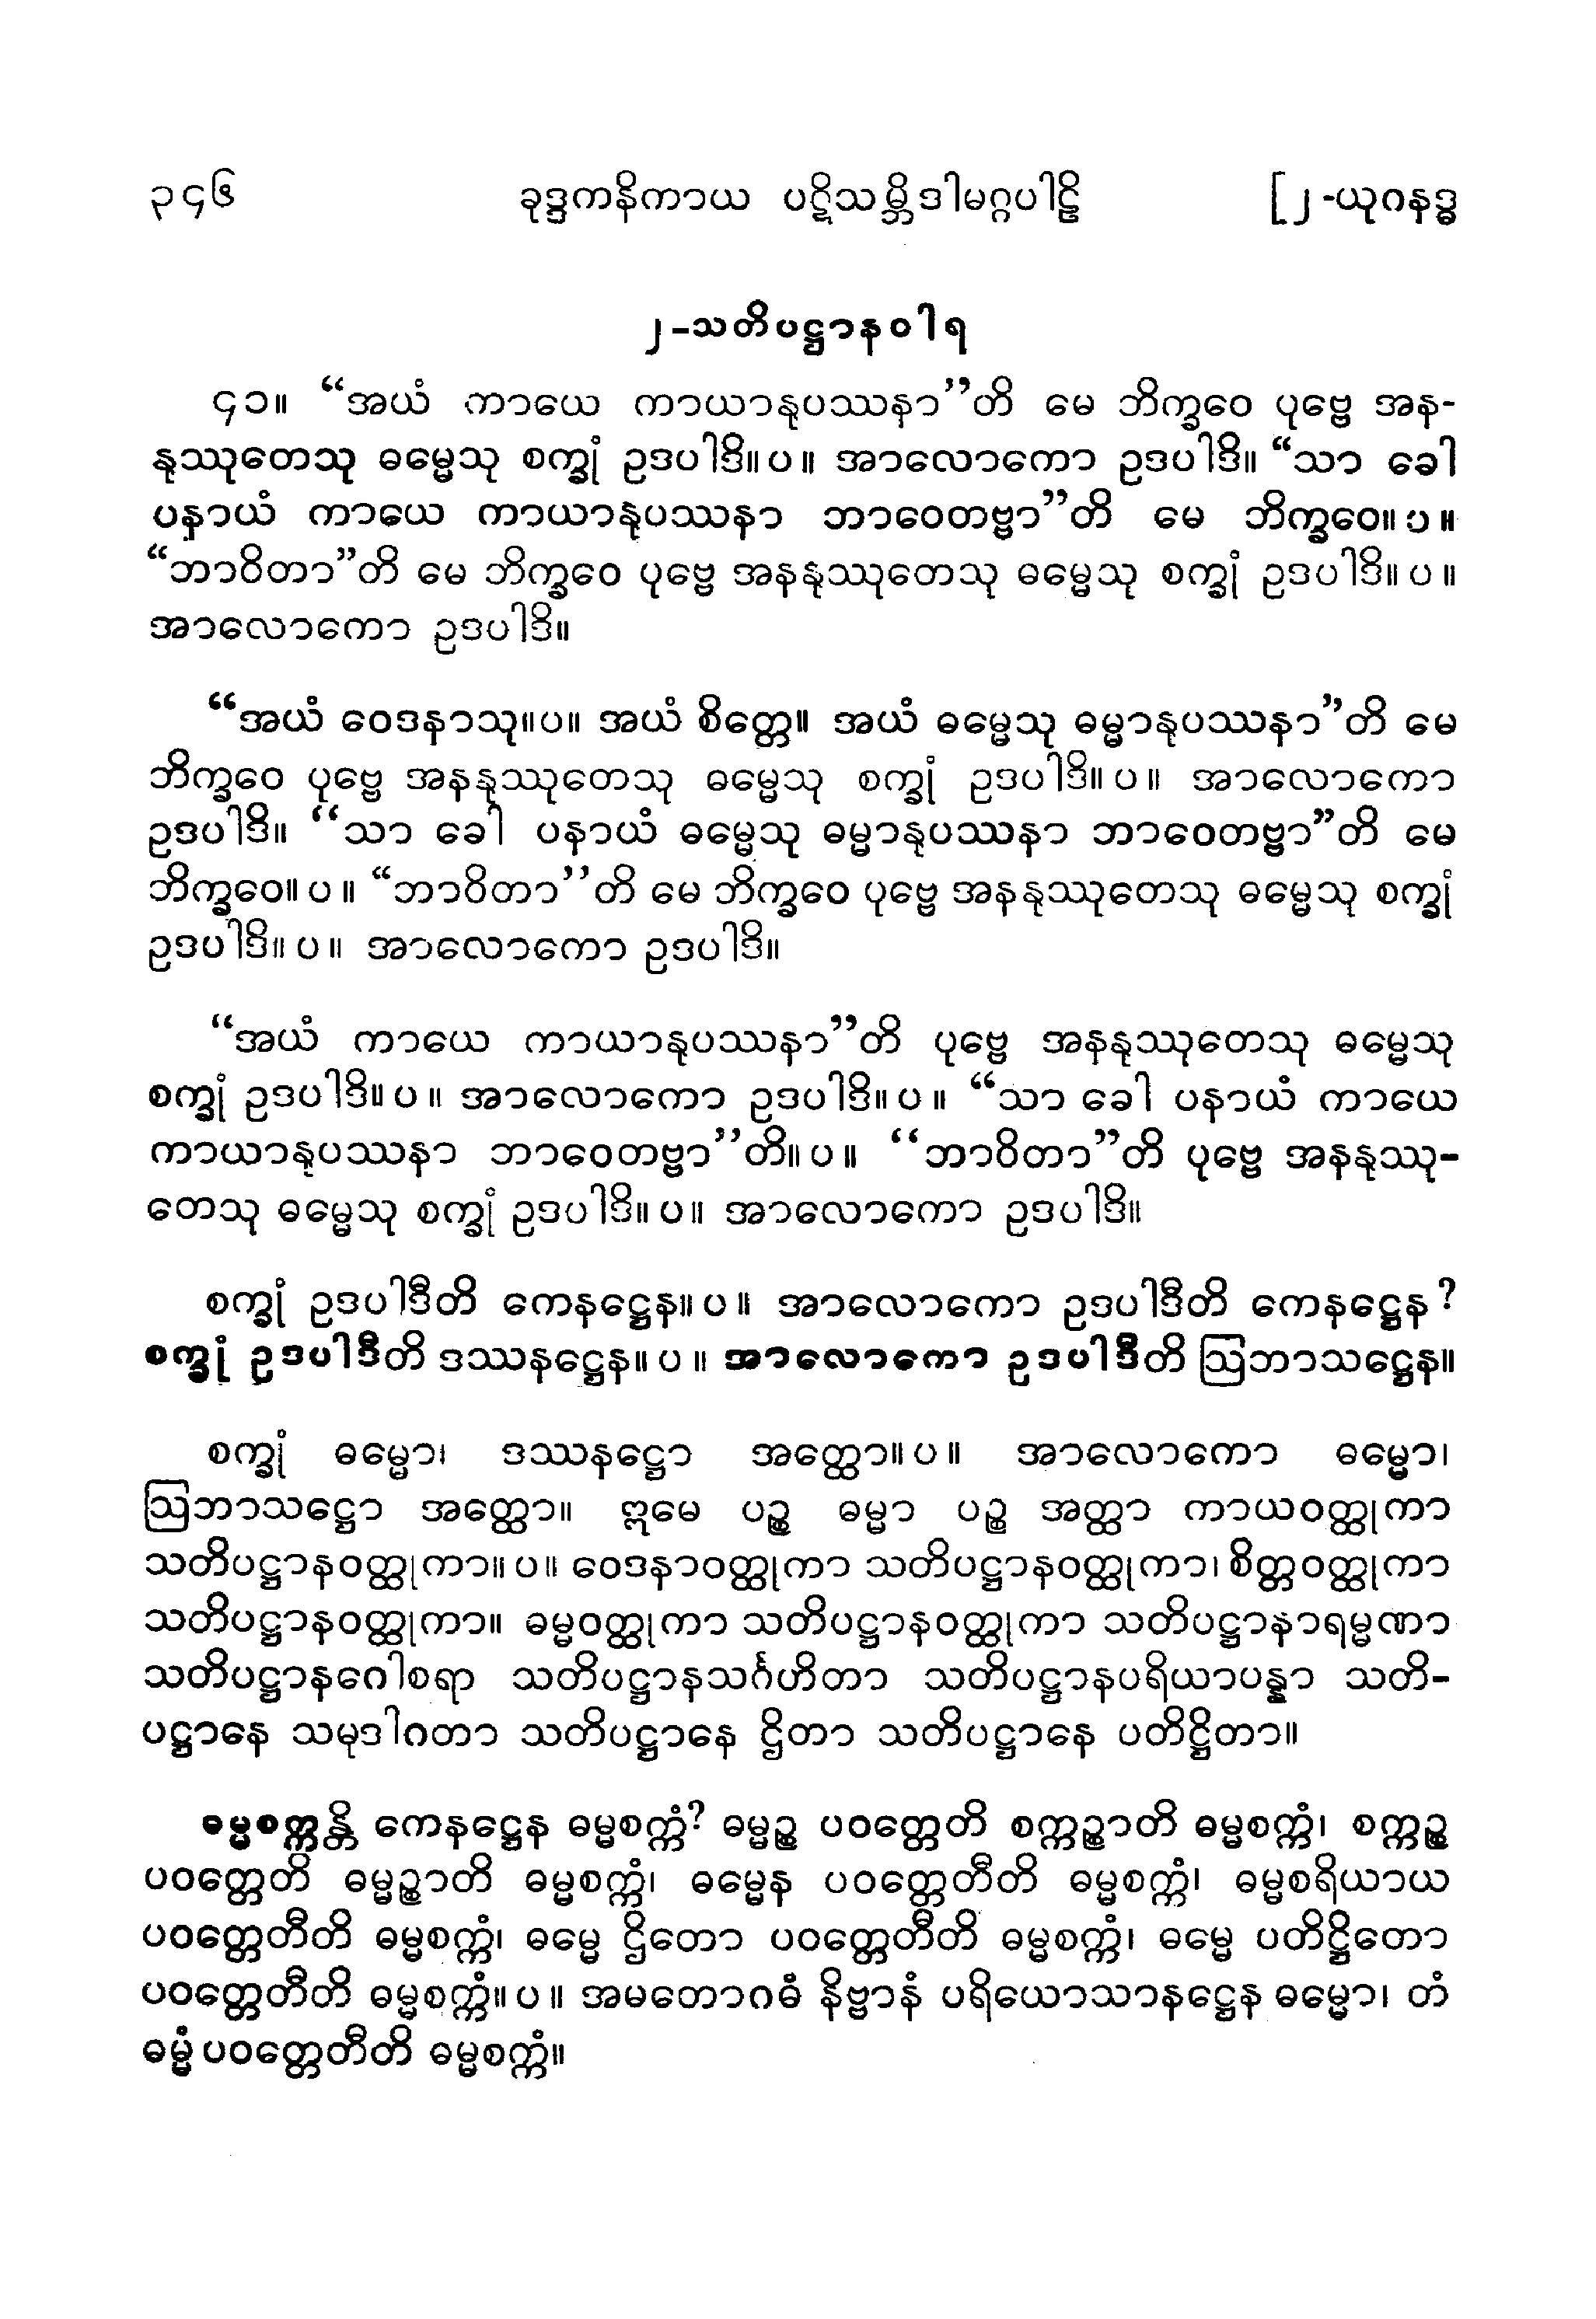 ၃၄၆ ခုဒ္ဒကနိကာယ ပဋိသမ္ဘိဒါမဂ္ဂပါဠိ [၂-ယုဂနဒ္ဓ
၂-သတိပဋ္ဌာနဝါရ
၄၁။ “အယံ ကာယေ ကာယာနုပဿနာ”တိ မေ ဘိက္ခဝေ ပုဗ္ဗေ အန-
နုဿုတေသု ဓမ္မေသု စက္ခုံ ဥဒပါဒိ။ပ။ အာလောကော ဥဒပါဒိ။ “သာ ခေါ
ပနာယံ ကာယေ ကာယာနုပဿနာ ဘာဝေတဗ္ဗာ”တိ မေ ဘိက္ခဝေ။ပ။
“ဘာဝိတာ”တိ မေ ဘိက္ခဝေ ပုဗ္ဗေ အနနုဿုတေသု ဓမ္မေသု စက္ခုံ ဥဒပါဒိ။ပ။
အာလောကော ဥဒပါဒိ။
“အယံ ဝေဒနာသု။ပ။ အယံ စိတ္တေ။ အယံ ဓမ္မေသု ဓမ္မာနုပဿနာ”တိ မေ
ဘိက္ခဝေ ပုဗ္ဗေ အနနုဿုတေသု ဓမ္မေသု စက္ခုံ ဥဒပါဒိ။ပ။ အာလောကော
ဥဒပါဒိ။ “သာ ခေါ ပနာယံ ဓမ္မေသု ဓမ္မာနုပဿနာ ဘာဝေတဗ္ဗာ”တိ မေ
ဘိက္ခဝေ။ပ။ “ဘာဝိတာ”တိ မေ ဘိက္ခဝေ ပုဗ္ဗေ အနနုဿုတေသု ဓမ္မေသု စက္ခုံ
ဥဒပါဒိ။ပ။ အာလောကော ဥဒပါဒိ။
“အယံ ကာယေ ကာယာနုပဿနာ”တိ ပုဗ္ဗေ အနနုဿုတေသု ဓမ္မေသု
စက္ခုံ ဥဒပါဒိ။ပ။ အာလောကော ဥဒပါဒိ။ပ။ “သာ ခေါ ပနာယံ ကာယေ
ကာယာနုပဿနာ ဘာဝေတဗ္ဗာ”တိ။ပ။ “ဘာဝိတာ”တိ ပုဗ္ဗေ အနနုဿု-
တေသု ဓမ္မေသု စက္ခုံ ဥဒပါဒိ။ပ။ အာလောကော ဥဒပါဒိ။
စက္ခုံ ဥဒပါဒီတိ ကေနဋ္ဌေန။ပ။ အာလောကော ဥဒပါဒီတိ ကေနဋ္ဌေန?
စက္ခုံ ဥဒပါဒီတိ ဒဿနဋ္ဌေန။ပ။ အာလောကော ဥဒပါဒီတိ ဩဘာသဋ္ဌေန။
စက္ခုံ ဓမ္မော၊ ဒဿနဋ္ဌော အတ္ထော။ပ။ အာလောကော ဓမ္မော၊
ဩဘာသဋ္ဌော အတ္ထော။ ဣမေ ပဉ္စ ဓမ္မာ ပဉ္စ အတ္ထာ ကာယဝတ္ထုကာ
သတိပဋ္ဌာနဝတ္ထုကာ။ပ။ ဝေဒနာဝတ္ထုကာ သတိပဋ္ဌာနဝတ္ထုကာ၊ စိတ္တဝတ္ထုကာ
သတိပဋ္ဌာနဝတ္ထုကာ။ ဓမ္မဝတ္ထုကာ သတိပဋ္ဌာနဝတ္ထုကာ သတိပဋ္ဌာနာရမ္မဏာ
သတိပဋ္ဌာနဂေါစရာ သတိပဋ္ဌာနသင်္ဂဟိတာ သတိပဋ္ဌာနပရိယာပန္နာ သတိ-
ပဋ္ဌာနေ သမုဒါဂတာ သတိပဋ္ဌာနေ ဌိတာ သတိပဋ္ဌာနေ ပတိဋ္ဌိတာ။
ဓမ္မစက္ကန္တိ ကေနဋ္ဌေန ဓမ္မစက္ကံ? ဓမ္မဉ္စ ပဝတ္တေတိ စက္ကဉ္စာတိ ဓမ္မစက္ကံ၊ စက္ကဉ္စ
ပဝတ္တေတိ ဓမ္မဉ္စာတိ ဓမ္မစက္ကံ၊ ဓမ္မေန ပဝတ္တေတီတိ ဓမ္မစက္ကံ၊ ဓမ္မစရိယာယ
ပဝတ္တေတီတိ ဓမ္မစက္ကံ၊ ဓမ္မေ ဌိတော ပဝတ္တေတီတိ ဓမ္မစက္ကံ၊ ဓမ္မေ ပတိဋ္ဌိတော
ပဝတ္တေတီတိ ဓမ္မစက္ကံ။ပ။ အမတောဂဓံ နိဗ္ဗာနံ ပရိယောသာနဋ္ဌေန ဓမ္မော၊ တံ
ဓမ္မံ ပဝတ္တေတီတိ ဓမ္မစက္ကံ။